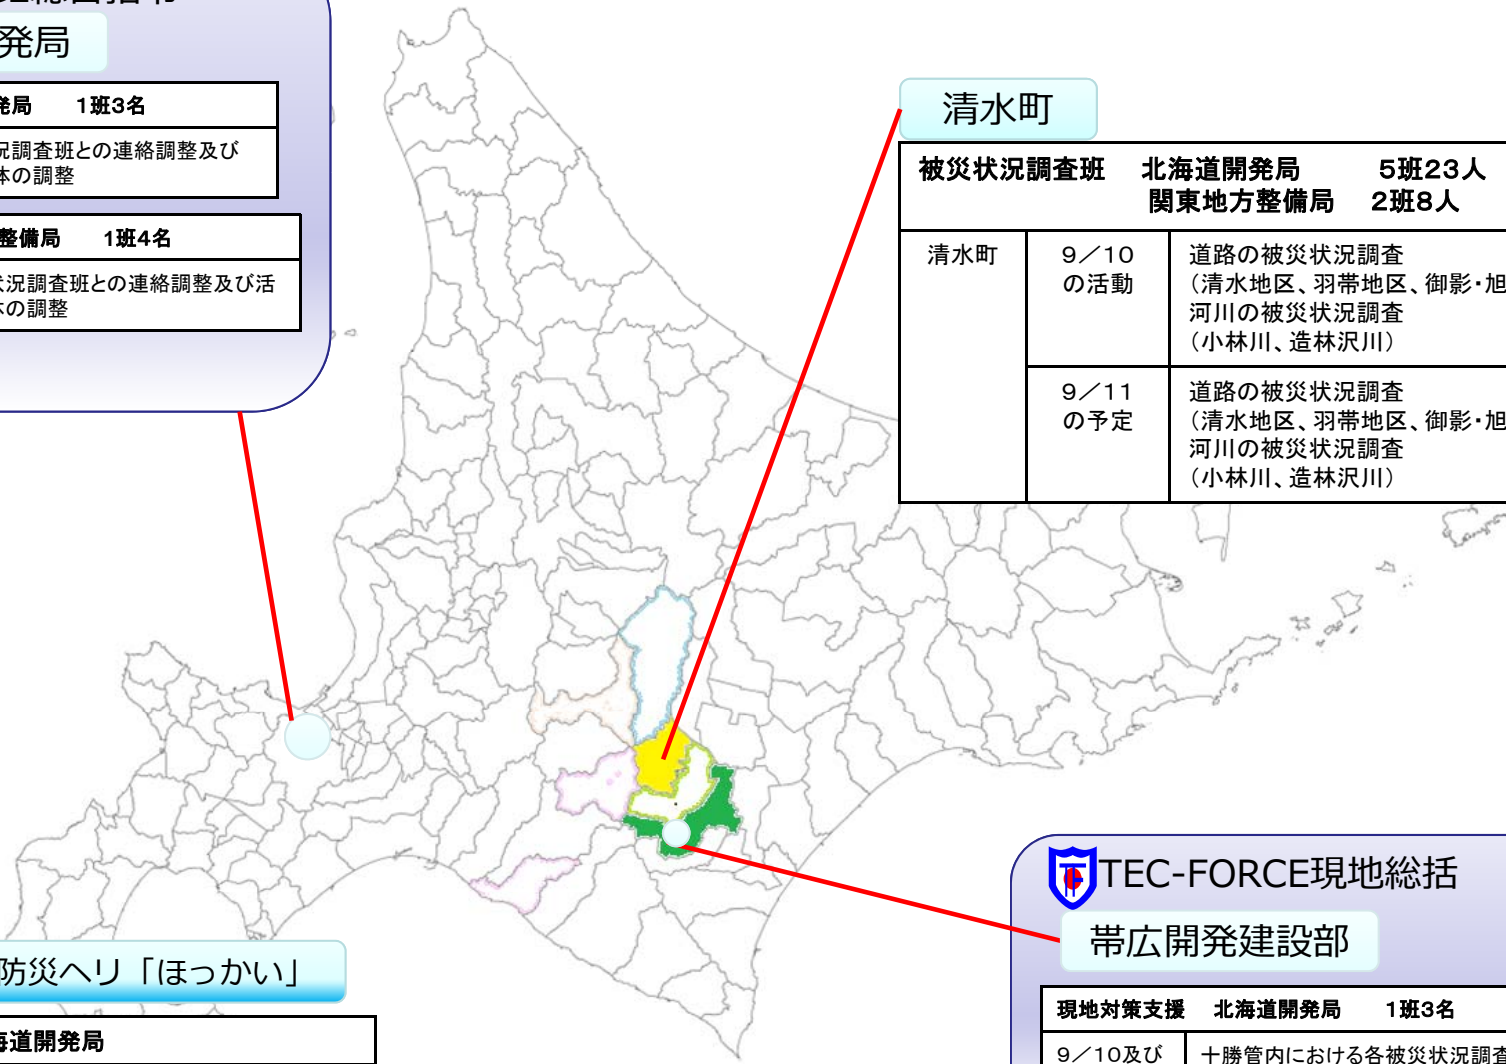 発局
発局 1班3名
況調査班との連絡調整及び
体の調整
整備局 1班4名
状況調査班との連絡調整及び活
体の調整
清水町
被災状況調査班 北海道開発局 5班23人
関東地方整備局 2班8人
清水町
9/10
の活動
道路の被災状況調査
(清水地区、羽帯地区、御影・旭
河川の被災状況調査
(小林川、造林沢川)
9/11
の予定
道路の被災状況調査
(清水地区、羽帯地区、御影・旭
河川の被災状況調査
(小林川、造林沢川)
防災ヘリ「ほっかい」
海道開発局
TEC-FORCE現地総括
帯広開発建設部
現地対策支援 北海道開発局 1班3名
9/10及び
十勝管内における各被災状況調査